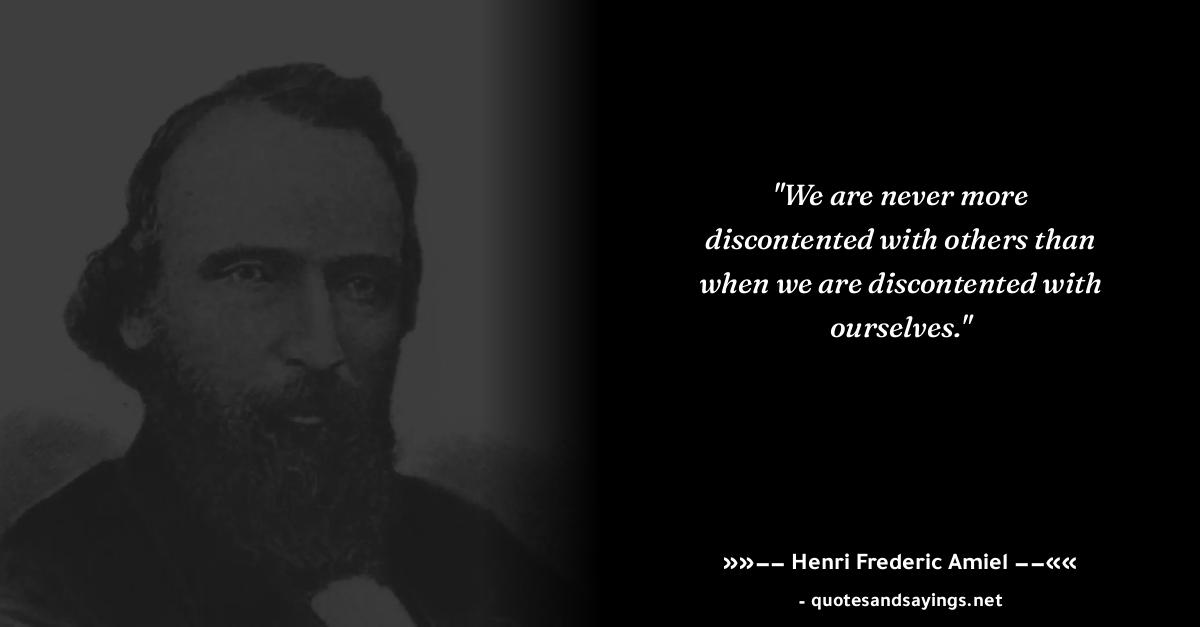 "We are never more
discontented with others than
when we are discontented with
ourselves."
»»−− Henri Frederic Amiel −−««
- quotesandsayings.net